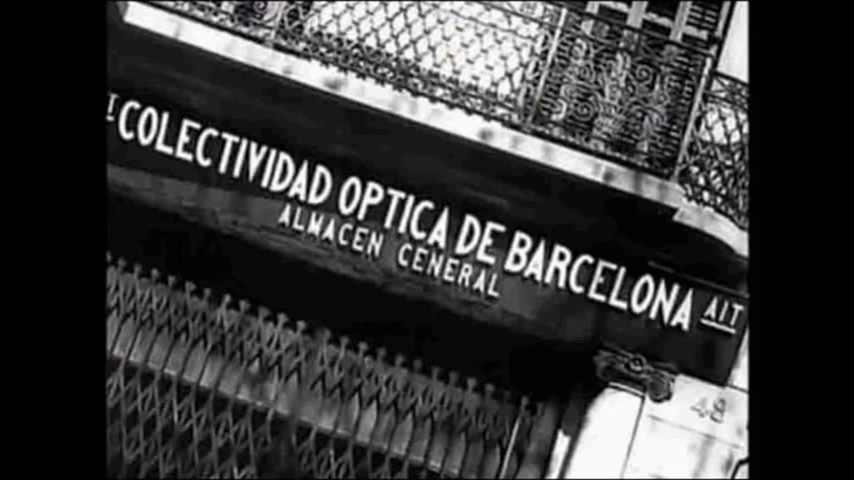 COLECTIVIDAD OPTICA DE BARCELONA AIT
ALMACEN GENERAL
48